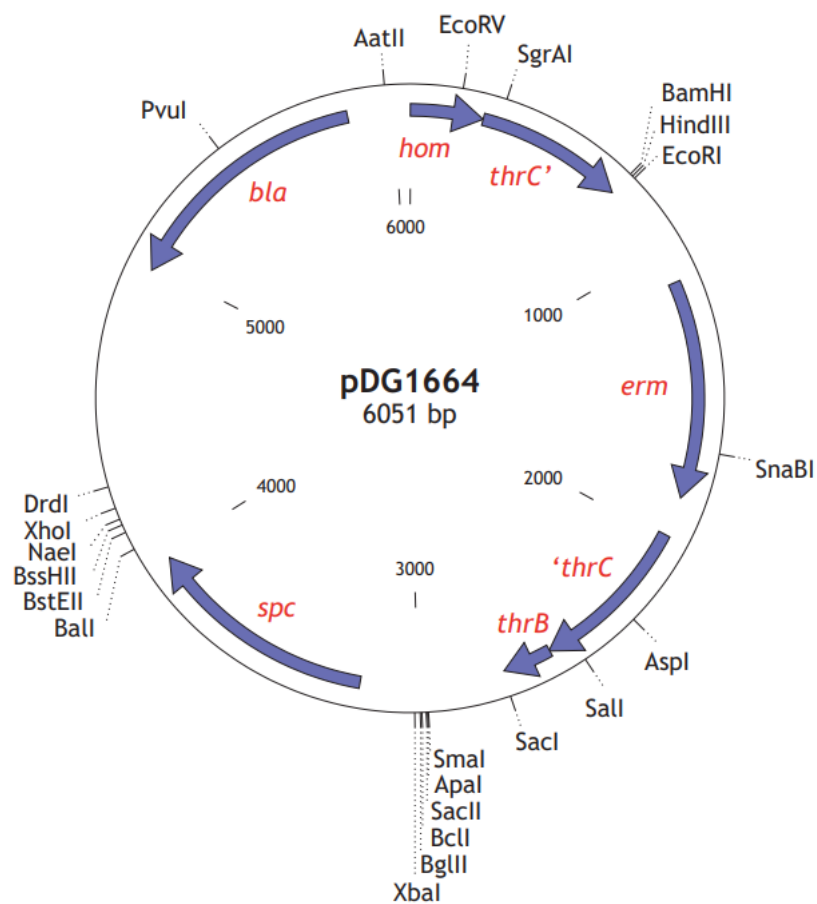 EcoRV
AatII
SgrAI
BamHI
PvuI
HindIII
hom
EcoRI
thrC’
bla
6000
1000
5000
pDG1664
erm
6051 bp
SnaBI
2000
4000
DrdI
XhoI
NaeI
3000
‘thrC
BssHII
BstEII
spc
thrB
BalI
AspI
SalI
SacI
SmaI
ApaI
SacII
BclI
BglII
XbaI